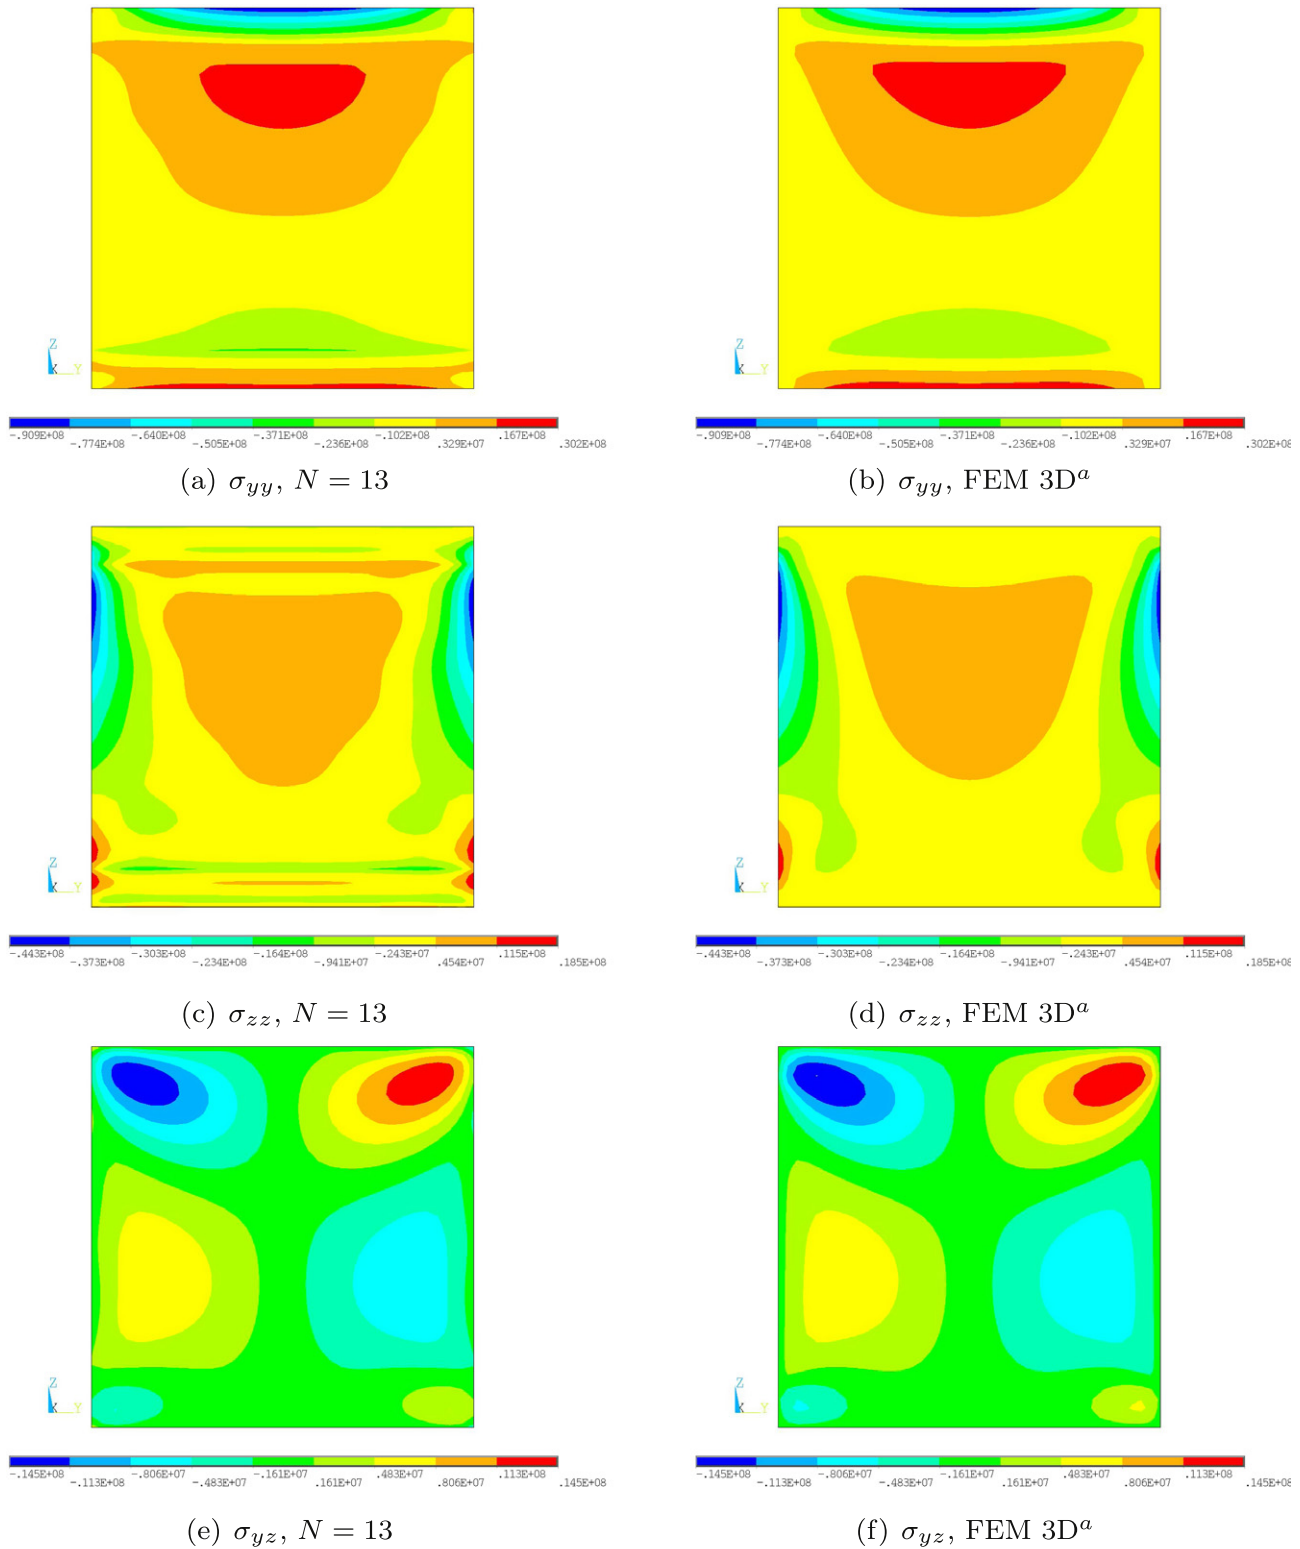 Z
X Y
Z
X Y
-.909E+08 -.640E+08 -.371E+08 -.102E+08 .167E+08
-.774E+08 -.505E+08 -.236E+08 .329E+07 .302E+08
-.909E+08 -.640E+08 -.371E+08 -.102E+08 .167E+08
-.774E+08 -.505E+08 -.236E+08 .329E+07 .302E+08
(a) σyy, N = 13
(b) σyy, FEM 3Dᵃ
Z
X Y
Z
X Y
-.443E+08 -.303E+08 -.164E+08 -.243E+07 .115E+08
-.373E+08 -.234E+08 -.941E+07 .454E+07 .185E+08
-.443E+08 -.303E+08 -.164E+08 -.243E+07 .115E+08
-.373E+08 -.234E+08 -.941E+07 .454E+07 .185E+08
(c) σzz, N = 13
(d) σzz, FEM 3Dᵃ
Z
X Y
Z
X Y
-.145E+08 -.806E+07 -.161E+07 .483E+07 .113E+08
-.113E+08 -.483E+07 .161E+07 .806E+07 .145E+08
-.145E+08 -.806E+07 -.161E+07 .483E+07 .113E+08
-.113E+08 -.483E+07 .161E+07 .806E+07 .145E+08
(e) σyz, N = 13
(f) σyz, FEM 3Dᵃ